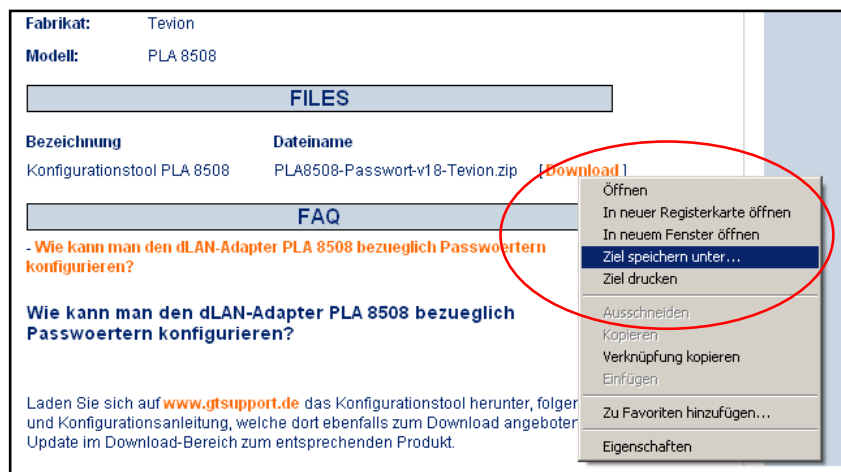 Fabrikat: Tevion
Modell: PLA 8508
FILES
Bezeichnung Dateiname
Konfigurationstool PLA 8508 PLA8508-Passwort-v18-Tevion.zip [ Download ]
FAQ
- Wie kann man den dLAN-Adapter PLA 8508 bezueglich Passwoertern
konfigurieren?
Wie kann man den dLAN-Adapter PLA 8508 bezueglich
Passwoertern konfigurieren?
Laden Sie sich auf www.gtsupport.de das Konfigurationstool herunter, folgen
und Konfigurationsanleitung, welche dort ebenfalls zum Download angeboten
Update im Download-Bereich zum entsprechenden Produkt.
Öffnen
In neuer Registerkarte öffnen
In neuem Fenster öffnen
Ziel speichern unter...
Ziel drucken
Ausschneiden
Kopieren
Verknüpfung kopieren
Einfügen
Zu Favoriten hinzufügen...
Eigenschaften